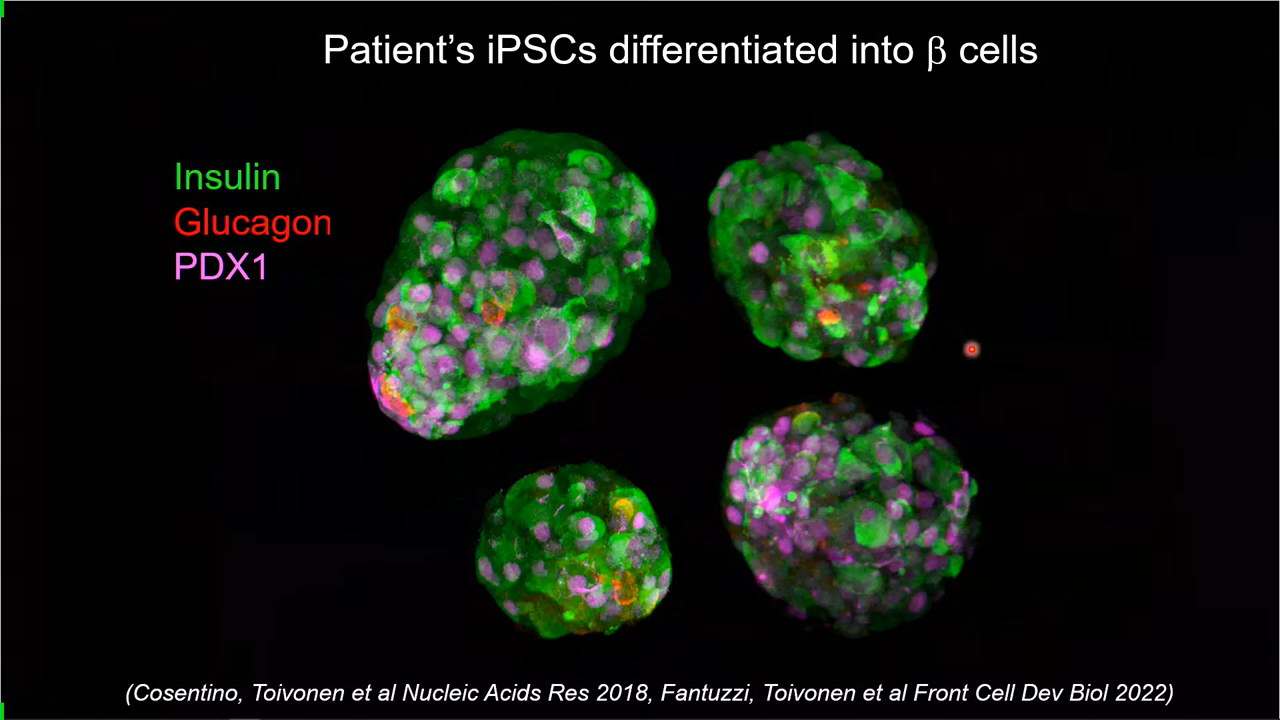 Patient’s iPSCs differentiated into β cells
Insulin
Glucagon
PDX1
(Cosentino, Toivonen et al Nucleic Acids Res 2018, Fantuzzi, Toivonen et al Front Cell Dev Biol 2022)